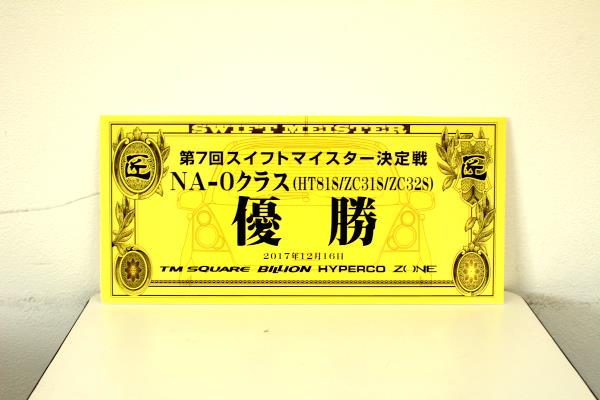 SWIFT MEISTER
第7回スイフトマイスター決定戦
匠 匠
NA-0クラス(HT81S/ZC31S/ZC32S)
優 勝
2017年12月16日
TM SQUARE BILLION HYPERCO ZONE